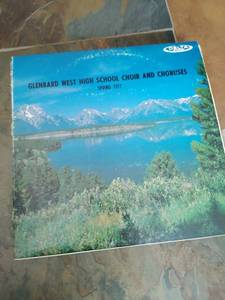 GLENBARD WEST HIGH SCHOOL CHOIR AND CHORUSES
SPRING 1971